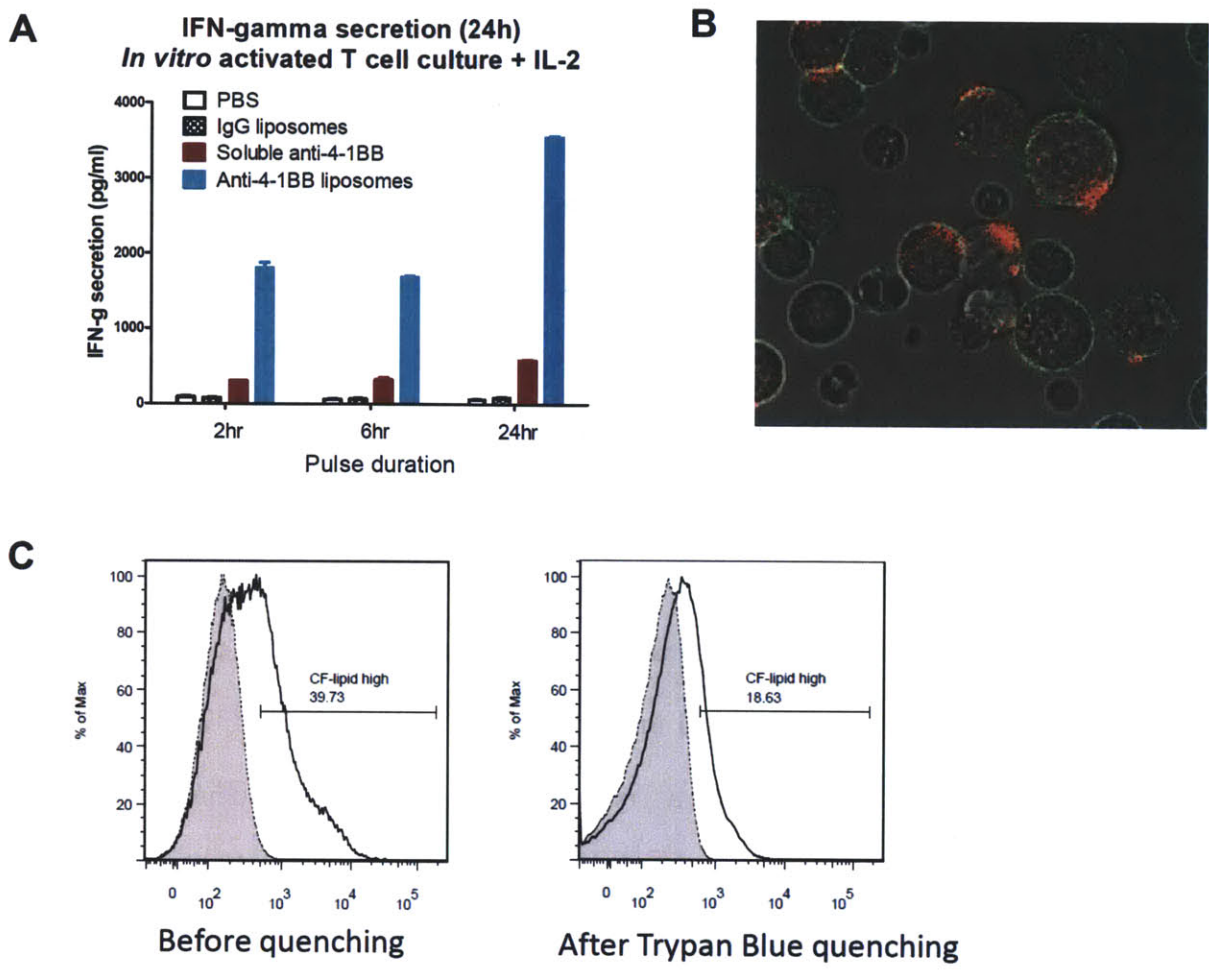 A
IFN-gamma secretion (24h)
In vitro activated T cell culture + IL-2
PBS
IgG liposomes
Soluble anti-4-1BB
Anti-4-1BB liposomes
IFN-g secretion (pg/ml)
4000
3000
2000
1000
0
2hr
6hr
24hr
Pulse duration
B
C
% of Max
100
80
60
40
20
CF-lipid high
39.73
0 10^2 10^3 10^4 10^5
Before quenching
% of Max
100
80
60
40
20
CF-lipid high
18.63
0 10^2 10^3 10^4 10^5
After Trypan Blue quenching